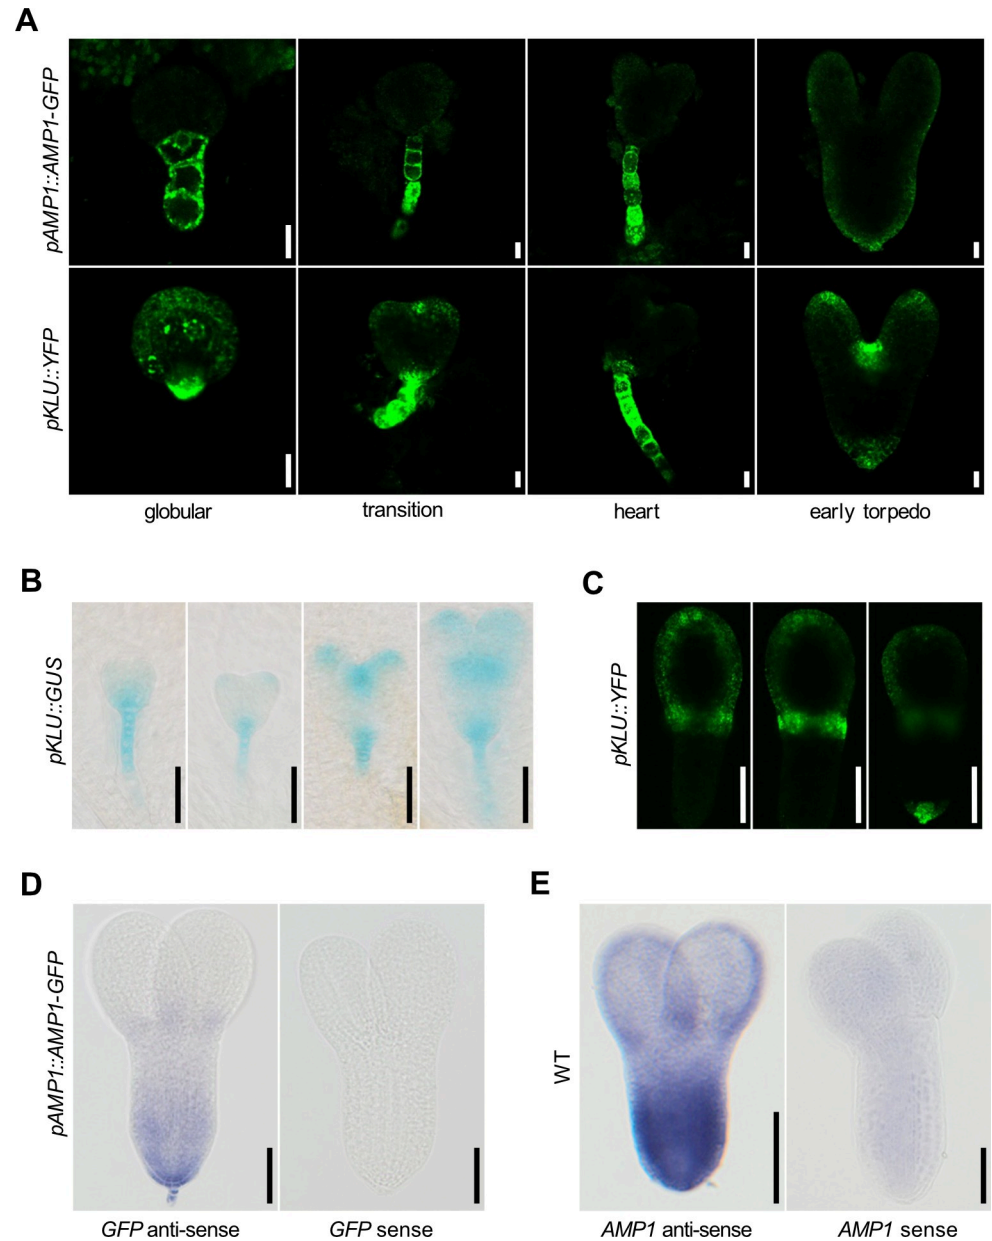 A
pAMP1::AMP1-GFP
pKLU::YFP
globular
transition
heart
early torpedo
B
pKLU::GUS
C
pKLU::YFP
D
pAMP1::AMP1-GFP
GFP anti-sense
GFP sense
E
WT
AMP1 anti-sense
AMP1 sense